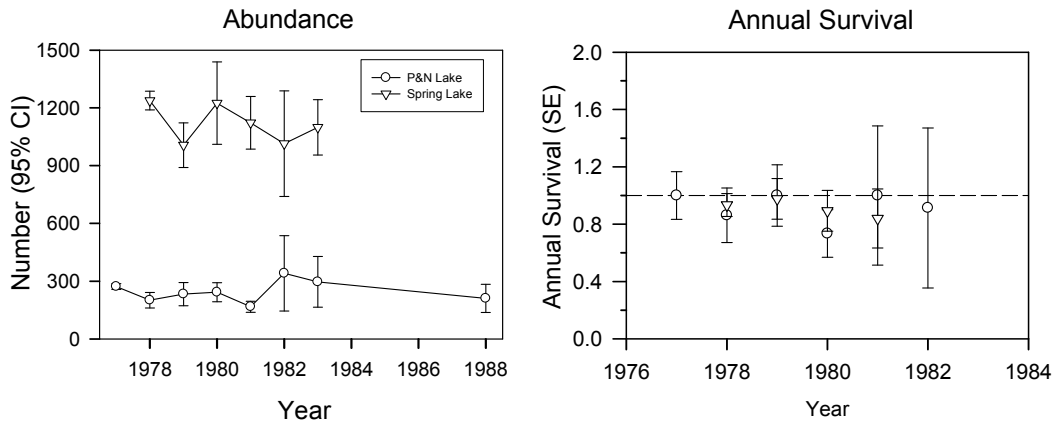 Abundance
Number (95% CI)
1500
1200
900
600
300
0
P&N Lake
Spring Lake
1978 1980 1982 1984 1986 1988
Year
Annual Survival
Annual Survival (SE)
2.0
1.6
1.2
0.8
0.4
0.0
1976 1978 1980 1982 1984
Year